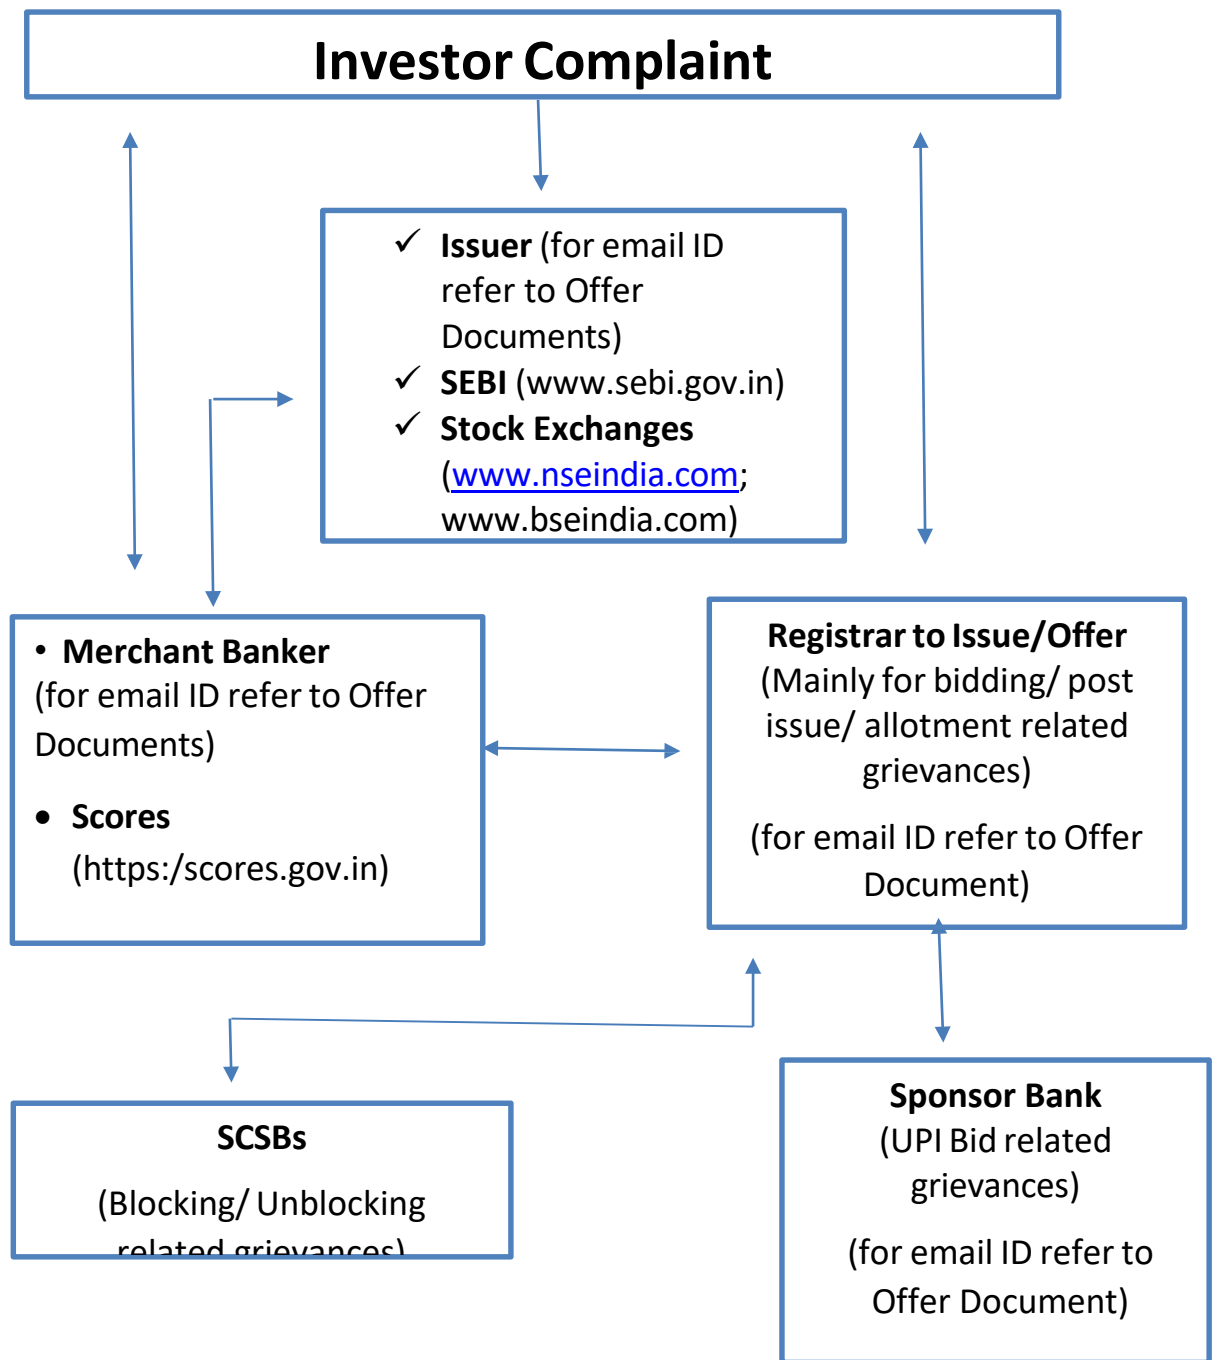 Investor Complaint
✓ Issuer (for email ID
refer to Offer
Documents)
✓ SEBI (www.sebi.gov.in)
✓ Stock Exchanges
(www.nseindia.com;
www.bseindia.com)
• Merchant Banker
(for email ID refer to Offer
Documents)
• Scores
(https:/scores.gov.in)
Registrar to Issue/Offer
(Mainly for bidding/ post
issue/ allotment related
grievances)
(for email ID refer to Offer
Document)
SCSBs
(Blocking/ Unblocking
related grievances)
Sponsor Bank
(UPI Bid related
grievances)
(for email ID refer to
Offer Document)